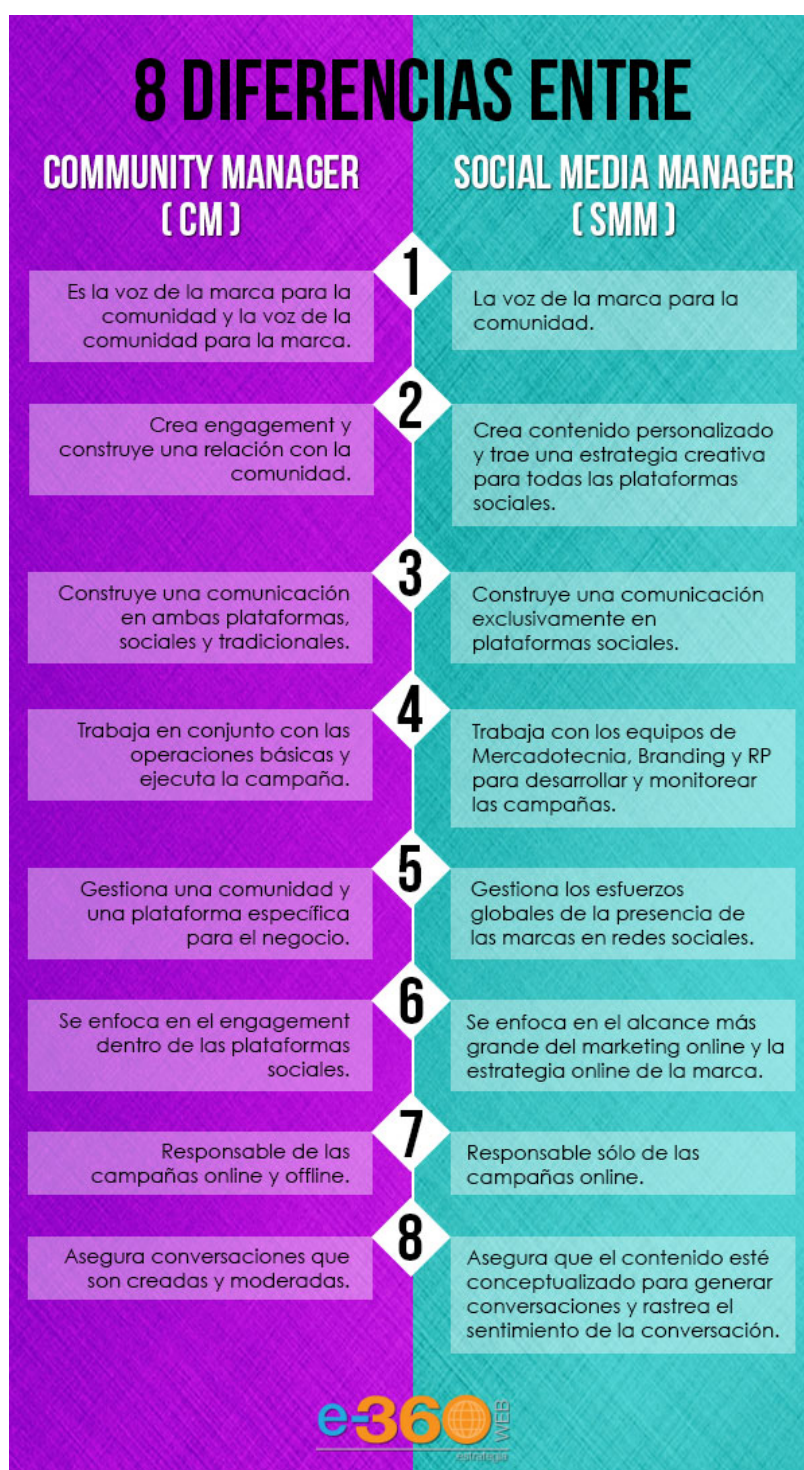 8 DIFERENCIAS ENTRE
COMMUNITY MANAGER
( CM )
SOCIAL MEDIA MANAGER
( SMM )
1
Es la voz de la marca para la
comunidad y la voz de la
comunidad para la marca.
La voz de la marca para la
comunidad.
2
Crea engagement y
construye una relación con la
comunidad.
Crea contenido personalizado
y trae una estrategia creativa
para todas las plataformas
sociales.
3
Construye una comunicación
en ambas plataformas,
sociales y tradicionales.
Construye una comunicación
exclusivamente en
plataformas sociales.
4
Trabaja en conjunto con las
operaciones básicas y
ejecuta la campaña.
Trabaja con los equipos de
Mercadotecnia, Branding y RP
para desarrollar y monitorear
las campañas.
5
Gestiona una comunidad y
una plataforma específica
para el negocio.
Gestiona los esfuerzos
globales de la presencia de
las marcas en redes sociales.
6
Se enfoca en el engagement
dentro de las plataformas
sociales.
Se enfoca en el alcance más
grande del marketing online y la
estrategia online de la marca.
7
Responsable de las
campañas online y offline.
Responsable sólo de las
campañas online.
8
Asegura conversaciones que
son creadas y moderadas.
Asegura que el contenido esté
conceptualizado para generar
conversaciones y rastrea el
sentimiento de la conversación.
e-360
WEB
estrategia